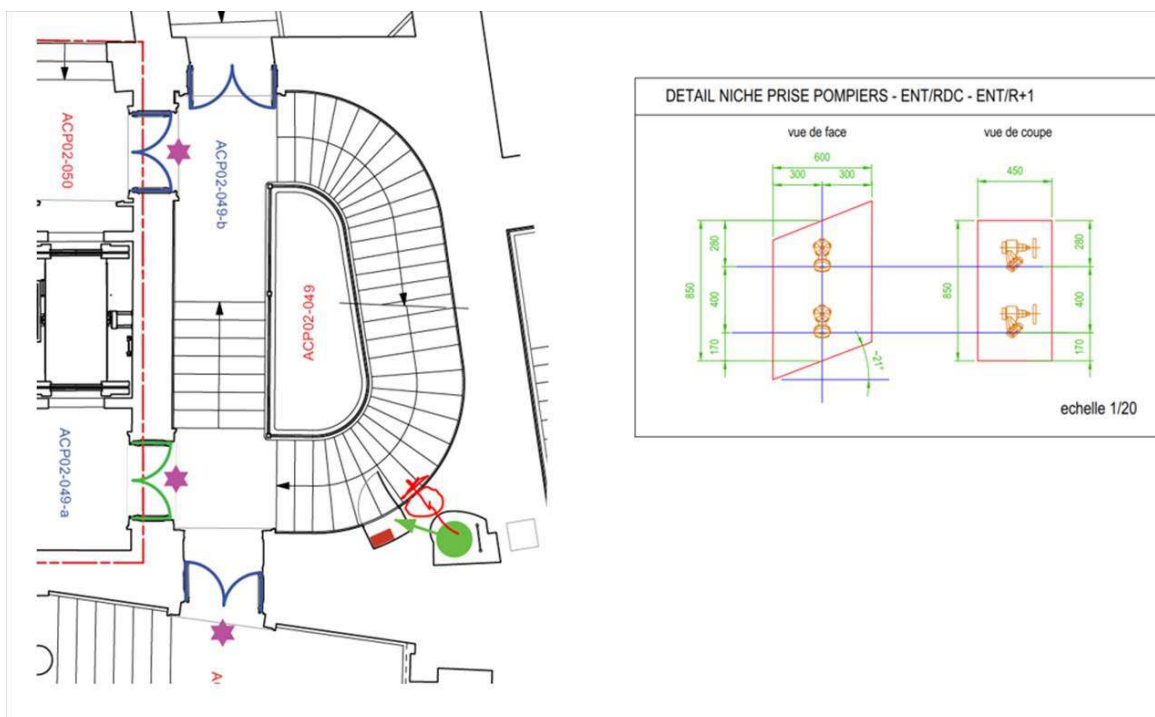 ACP02-050
ACP02-049-b
ACP02-049
ACP02-049-a
DETAIL NICHE PRISE POMPIERS - ENT/RDC - ENT/R+1
vue de face
vue de coupe
600
300
300
450
280
400
170
850
~21°
850
280
400
170
echelle 1/20